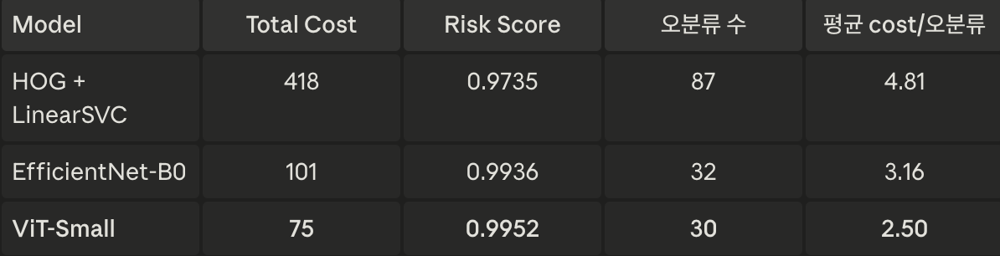 Model Total Cost Risk Score 오분류 수 평균 cost/오분류
HOG + 418 0.9735 87 4.81
LinearSVC
EfficientNet-B0 101 0.9936 32 3.16
ViT-Small 75 0.9952 30 2.50